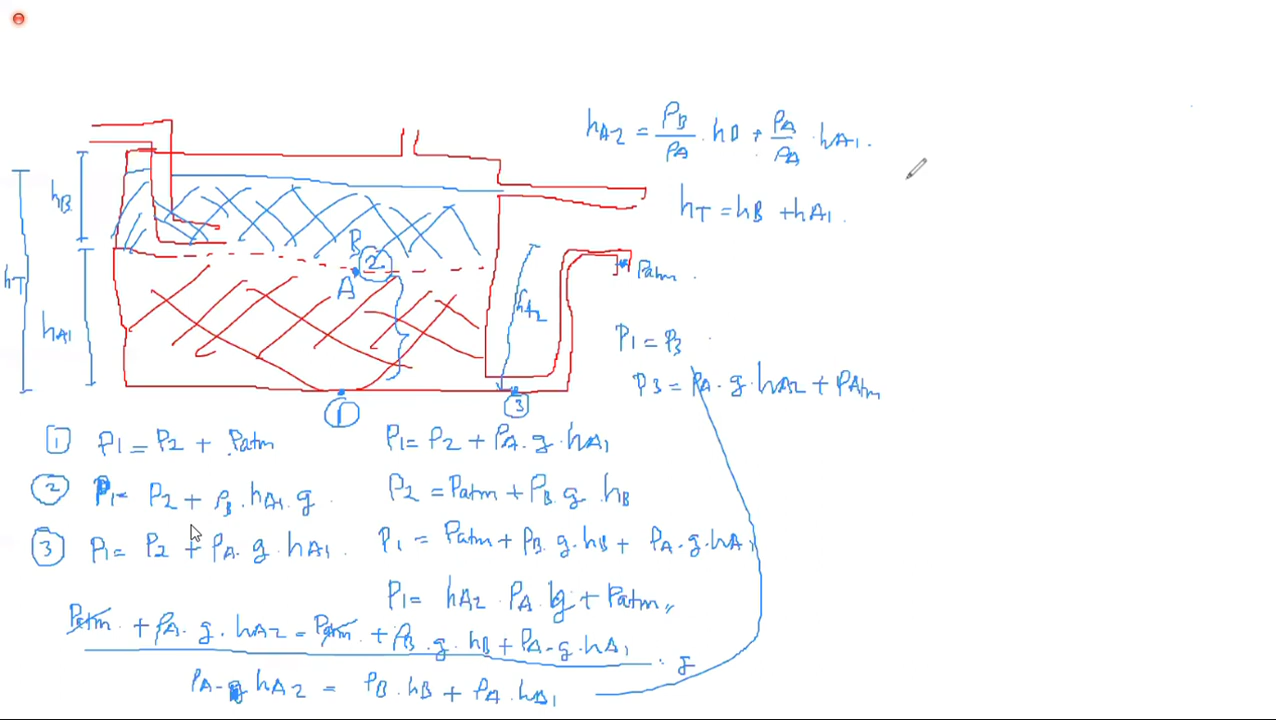 hA2 = ρB/ρA · hB + ρA/ρA · hA1.
hT = hB + hA1.
hB
hT
hA1
B
2
A
hA2
Patm.
P1 = P3.
P3 = ρA · g · hA2 + PAtm
1
3
1 P1 = P2 + Patm
P1 = P2 + ρA · g · hA1
2 P1 = P2 + ρB · hA1 · g.
P2 = Patm + ρB · g · hB
3 P1 = P2 + ρA · g · hA1.
P1 = Patm + ρB · g · hB + ρA · g · hA1
P1 = hA2 · ρA · g + Patm
Patm + ρA · g · hA2 = Patm + ρB · g · hB + ρA · g · hA1
÷ g
ρA · hA2 = ρB · hB + ρA · hA1